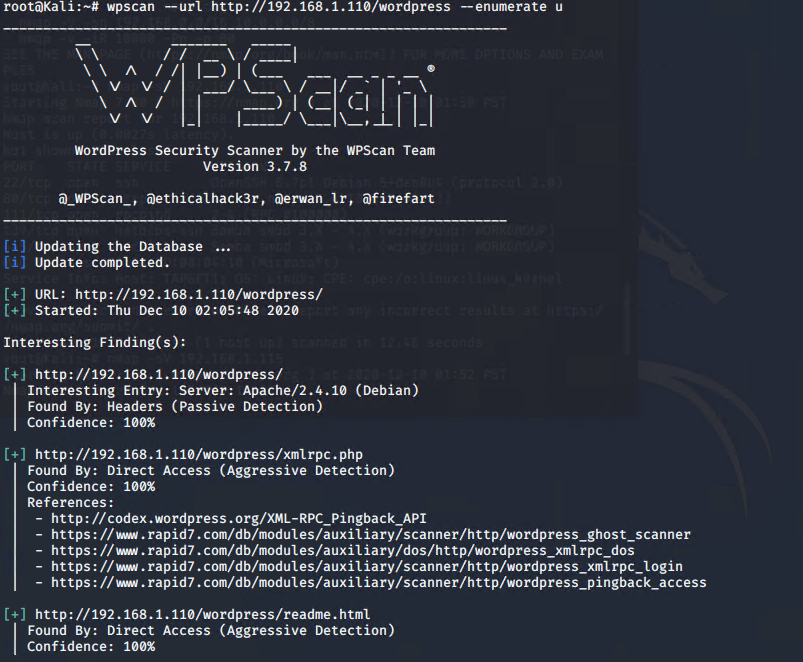 root@Kali:~# wpscan --url http://192.168.1.110/wordpress --enumerate u
WPScan ®
WordPress Security Scanner by the WPScan Team
Version 3.7.8
@_WPScan_, @ethicalhack3r, @erwan_lr, @firefart
[i] Updating the Database ...
[i] Update completed.
[+] URL: http://192.168.1.110/wordpress/
[+] Started: Thu Dec 10 02:05:48 2020
Interesting Finding(s):
[+] http://192.168.1.110/wordpress/
| Interesting Entry: Server: Apache/2.4.10 (Debian)
| Found By: Headers (Passive Detection)
| Confidence: 100%
[+] http://192.168.1.110/wordpress/xmlrpc.php
| Found By: Direct Access (Aggressive Detection)
| Confidence: 100%
| References:
|  - http://codex.wordpress.org/XML-RPC_Pingback_API
|  - https://www.rapid7.com/db/modules/auxiliary/scanner/http/wordpress_ghost_scanner
|  - https://www.rapid7.com/db/modules/auxiliary/dos/http/wordpress_xmlrpc_dos
|  - https://www.rapid7.com/db/modules/auxiliary/scanner/http/wordpress_xmlrpc_login
|  - https://www.rapid7.com/db/modules/auxiliary/scanner/http/wordpress_pingback_access
[+] http://192.168.1.110/wordpress/readme.html
| Found By: Direct Access (Aggressive Detection)
| Confidence: 100%